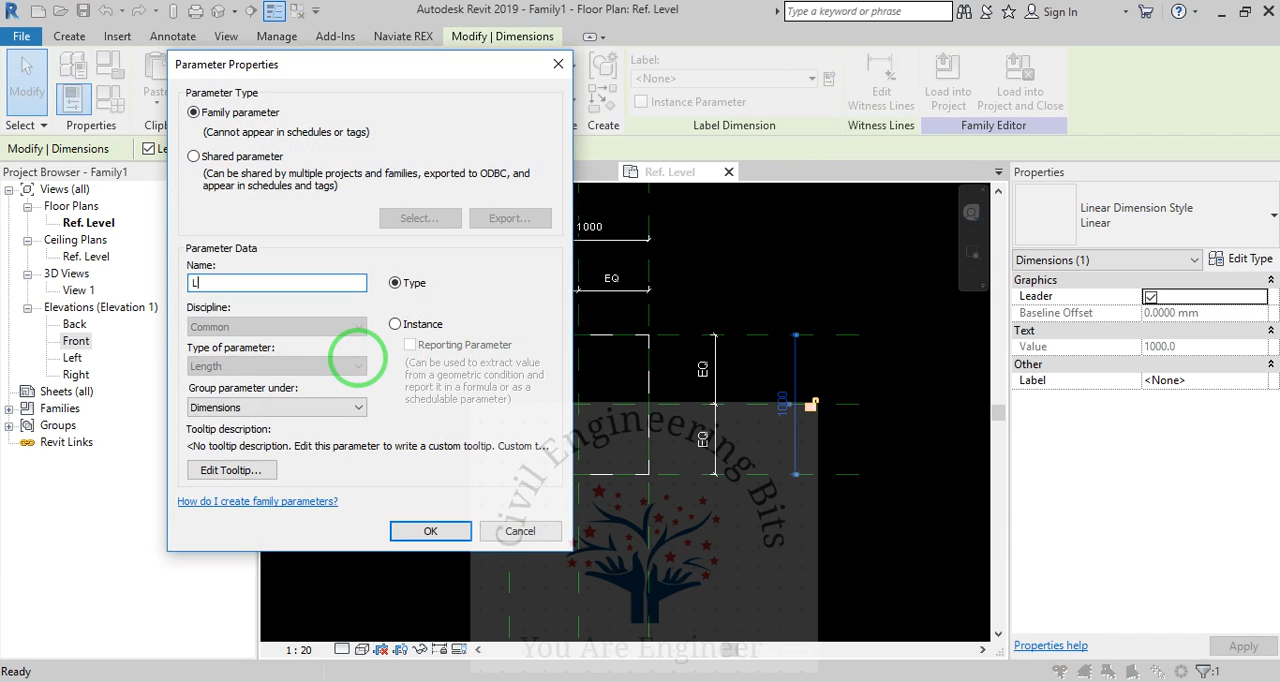 Autodesk Revit 2019 - Family1 - Floor Plan: Ref. Level
Type a keyword or phrase
Sign In
File Create Insert Annotate View Manage Add-Ins Naviate REX Modify | Dimensions
Modify
Select
Properties
Paste
Clip
Create
Label:
<None>
Instance Parameter
Label Dimension
Edit
Witness Lines
Witness Lines
Load into
Project
Load into
Project and Close
Family Editor
Modify | Dimensions
Le
Project Browser - Family1
Views (all)
Floor Plans
Ref. Level
Ceiling Plans
Ref. Level
3D Views
View 1
Elevations (Elevation 1)
Back
Front
Left
Right
Sheets (all)
Families
Groups
Revit Links
Parameter Properties
Parameter Type
Family parameter
(Cannot appear in schedules or tags)
Shared parameter
(Can be shared by multiple projects and families, exported to ODBC, and
appear in schedules and tags)
Select...
Export...
Parameter Data
Name:
L
Type
Discipline:
Common
Instance
Type of parameter:
Length
Reporting Parameter
(Can be used to extract value
from a geometric condition and
report it in a formula or as a
schedulable parameter)
Group parameter under:
Dimensions
Tooltip description:
<No tooltip description. Edit this parameter to write a custom tooltip. Custom t...
Edit Tooltip...
How do I create family parameters?
OK
Cancel
Ref. Level
1000
EQ
EQ
EQ
1000
Civil Engineering Bits
You Are Engineer
1 : 20
Properties
Linear Dimension Style
Linear
Dimensions (1)
Edit Type
Graphics
Leader
Baseline Offset 0.0000 mm
Text
Value 1000.0
Other
Label <None>
Properties help
Apply
Ready
:1